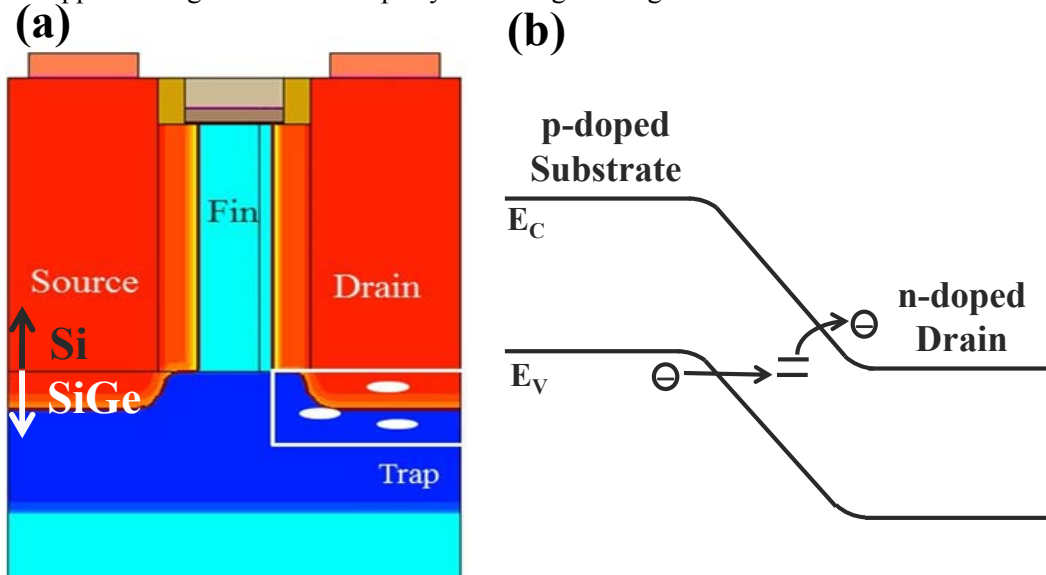 (a)
(b)
p-doped
Substrate
E_C
Fin
Source
Drain
n-doped
Drain
Si
E_V
SiGe
Trap